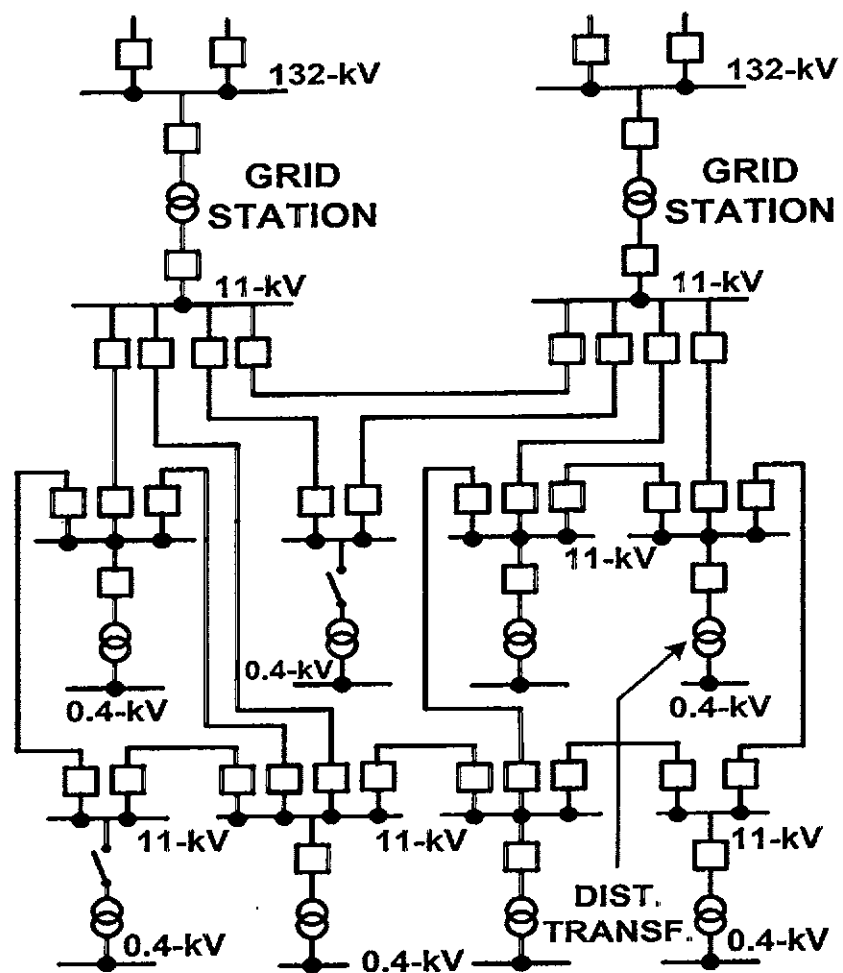 132-kV
132-kV
GRID
STATION
GRID
STATION
11-kV
11-kV
11-kV
0.4-kV
0.4-kV
0.4-kV
11-kV
11-kV
11-kV
DIST.
TRANSF.
0.4-kV
0.4-kV
0.4-kV